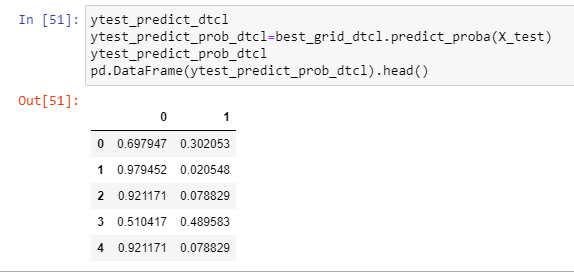 In [51]: ytest_predict_dtcl
ytest_predict_prob_dtcl=best_grid_dtcl.predict_proba(X_test)
ytest_predict_prob_dtcl
pd.DataFrame(ytest_predict_prob_dtcl).head()
Out[51]:
0 1
0 0.697947 0.302053
1 0.979452 0.020548
2 0.921171 0.078829
3 0.510417 0.489583
4 0.921171 0.078829